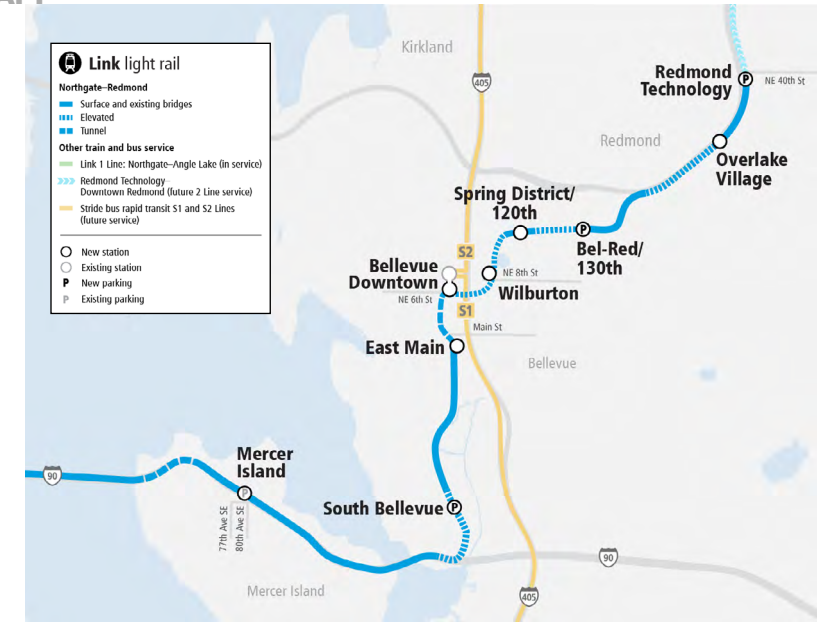 Link light rail
Northgate–Redmond
Surface and existing bridges
Elevated
Tunnel
Other train and bus service
Link 1 Line: Northgate–Angle Lake (in service)
Redmond Technology–
Downtown Redmond (future 2 Line service)
Stride bus rapid transit S1 and S2 Lines
(future service)
New station
Existing station
P New parking
P Existing parking
Kirkland
405
Redmond
Technology
P
NE 40th St
Redmond
Overlake
Village
Spring District/
120th
P
Bel-Red/
130th
S2
Bellevue
Downtown
NE 8th St
NE 6th St
Wilburton
S1
Main St
East Main
Bellevue
Mercer
Island
90
P
77th Ave SE
80th Ave SE
South Bellevue
P
90
Mercer Island
405